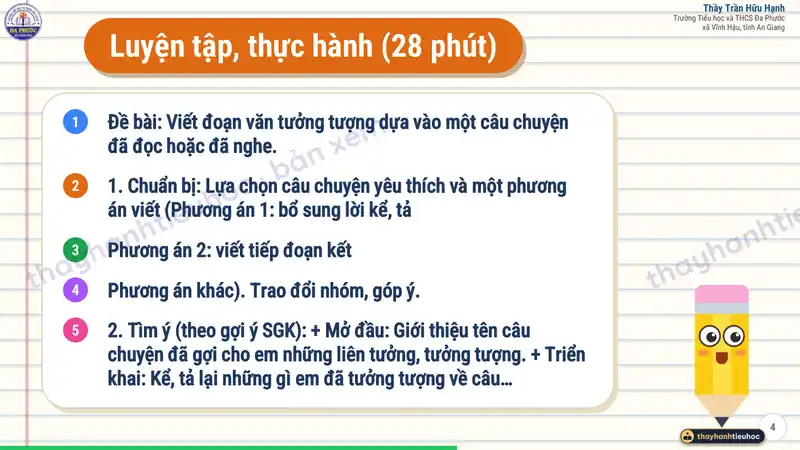 Thầy Trần Hữu Hạnh
Trường Tiểu học và THCS Đa Phước
xã Vĩnh Hậu, tỉnh An Giang
ĐA PHƯỚC
Luyện tập, thực hành (28 phút)
1 Đề bài: Viết đoạn văn tưởng tượng dựa vào một câu chuyện
đã đọc hoặc đã nghe.
2 1. Chuẩn bị: Lựa chọn câu chuyện yêu thích và một phương
án viết (Phương án 1: bổ sung lời kể, tả
3 Phương án 2: viết tiếp đoạn kết
4 Phương án khác). Trao đổi nhóm, góp ý.
5 2. Tìm ý (theo gợi ý SGK): + Mở đầu: Giới thiệu tên câu
chuyện đã gợi cho em những liên tưởng, tưởng tượng. + Triển
khai: Kể, tả lại những gì em đã tưởng tượng về câu…
thayhanhtieuhoc
4